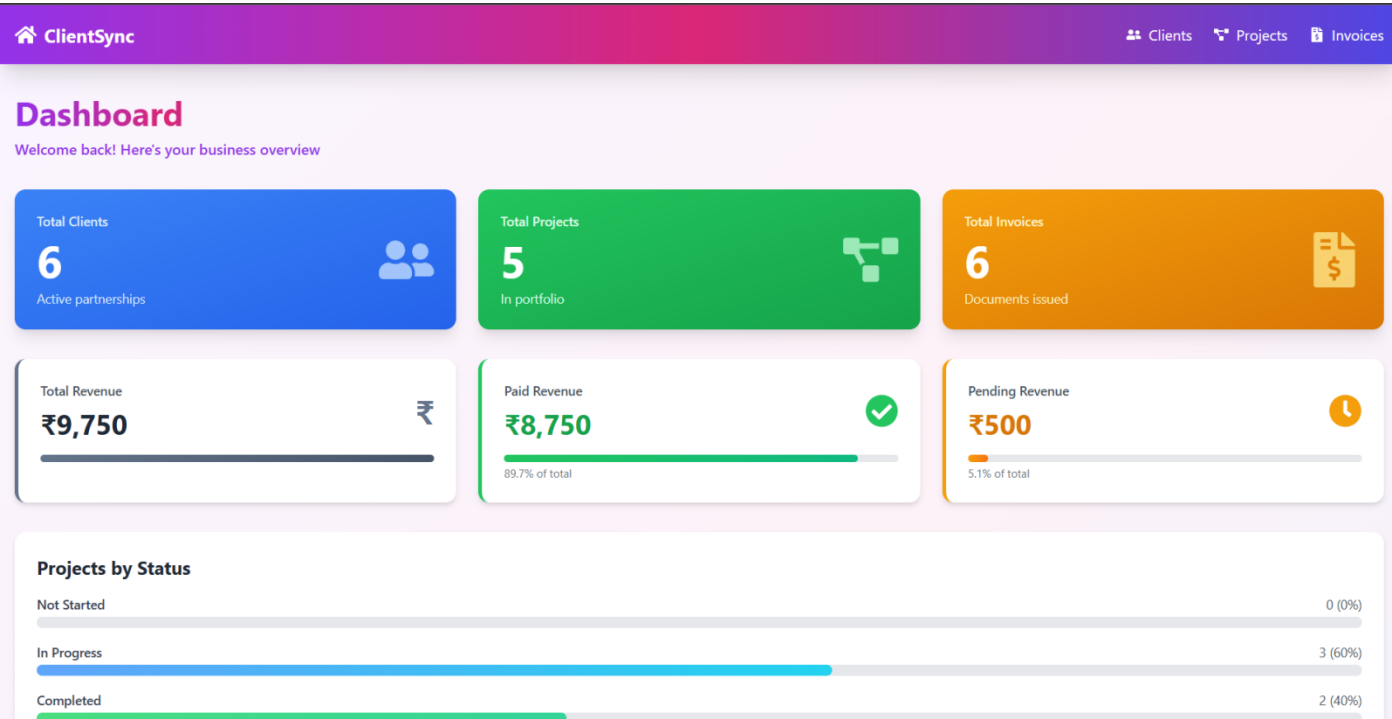 ClientSync Clients Projects Invoices
Dashboard
Welcome back! Here's your business overview
Total Clients
6
Active partnerships
Total Projects
5
In portfolio
Total Invoices
6
Documents issued
$
Total Revenue
₹9,750
₹
Paid Revenue
₹8,750
89.7% of total
Pending Revenue
₹500
5.1% of total
Projects by Status
Not Started 0 (0%)
In Progress 3 (60%)
Completed 2 (40%)